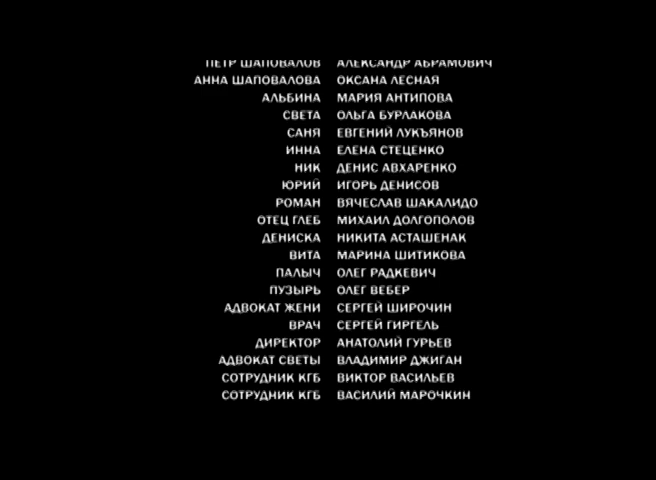 ПЕТР ШАПОВАЛОВ АЛЕКСАНДР АБРАМОВИЧ
АННА ШАПОВАЛОВА ОКСАНА ЛЕСНАЯ
АЛЬБИНА МАРИЯ АНТИПОВА
СВЕТА ОЛЬГА БУРЛАКОВА
САНЯ ЕВГЕНИЙ ЛУКЪЯНОВ
ИННА ЕЛЕНА СТЕЦЕНКО
НИК ДЕНИС АВХАРЕНКО
ЮРИЙ ИГОРЬ ДЕНИСОВ
РОМАН ВЯЧЕСЛАВ ШАКАЛИДО
ОТЕЦ ГЛЕБ МИХАИЛ ДОЛГОПОЛОВ
ДЕНИСКА НИКИТА АСТАШЕНАК
ВИТА МАРИНА ШИТИКОВА
ПАЛЫЧ ОЛЕГ РАДКЕВИЧ
ПУЗЫРЬ ОЛЕГ ВЕБЕР
АДВОКАТ ЖЕНИ СЕРГЕЙ ШИРОЧИН
ВРАЧ СЕРГЕЙ ГИРГЕЛЬ
ДИРЕКТОР АНАТОЛИЙ ГУРЬЕВ
АДВОКАТ СВЕТЫ ВЛАДИМИР ДЖИГАН
СОТРУДНИК КГБ ВИКТОР ВАСИЛЬЕВ
СОТРУДНИК КГБ ВАСИЛИЙ МАРОЧКИН